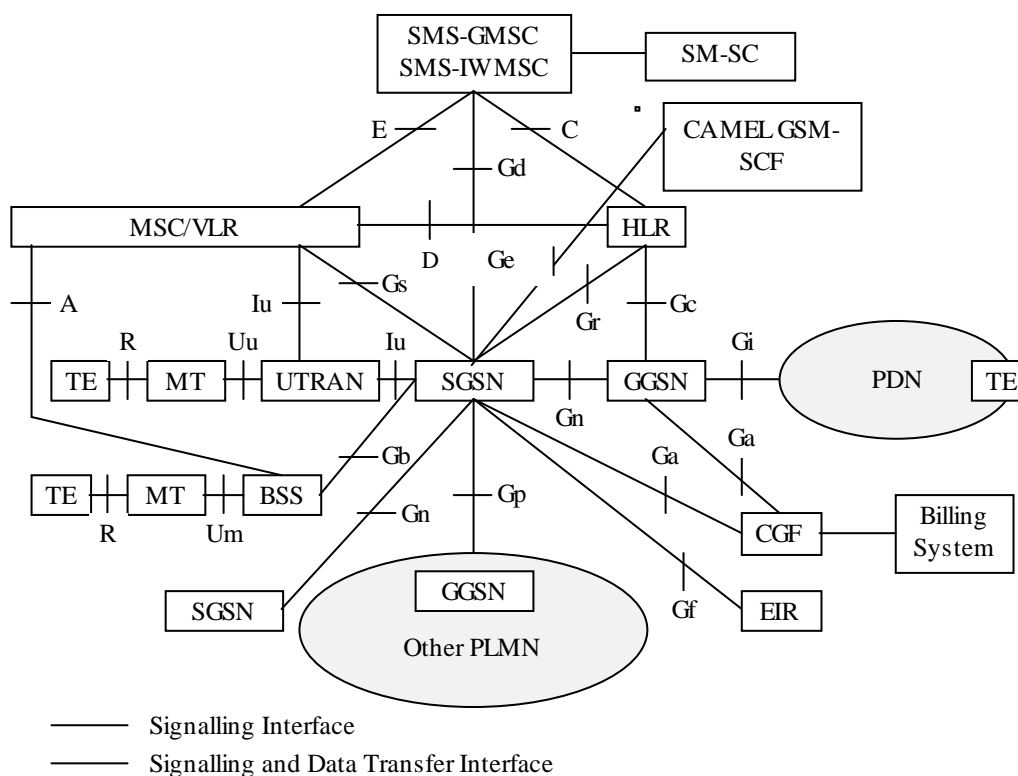 SMS-GMSC
SMS-IWMSC
SM-SC
E
C
CAMEL GSM-
SCF
Gd
MSC/VLR
HLR
D
Ge
A
Iu
Gs
Gr
Gc
R
Uu
Iu
Gi
TE
MT
UTRAN
SGSN
GGSN
PDN
TE
Gn
Gb
Ga
Ga
TE
MT
BSS
R
Um
Gn
Gp
CGF
Billing
System
SGSN
GGSN
Gf
EIR
Other PLMN
Signalling Interface
Signalling and Data Transfer Interface